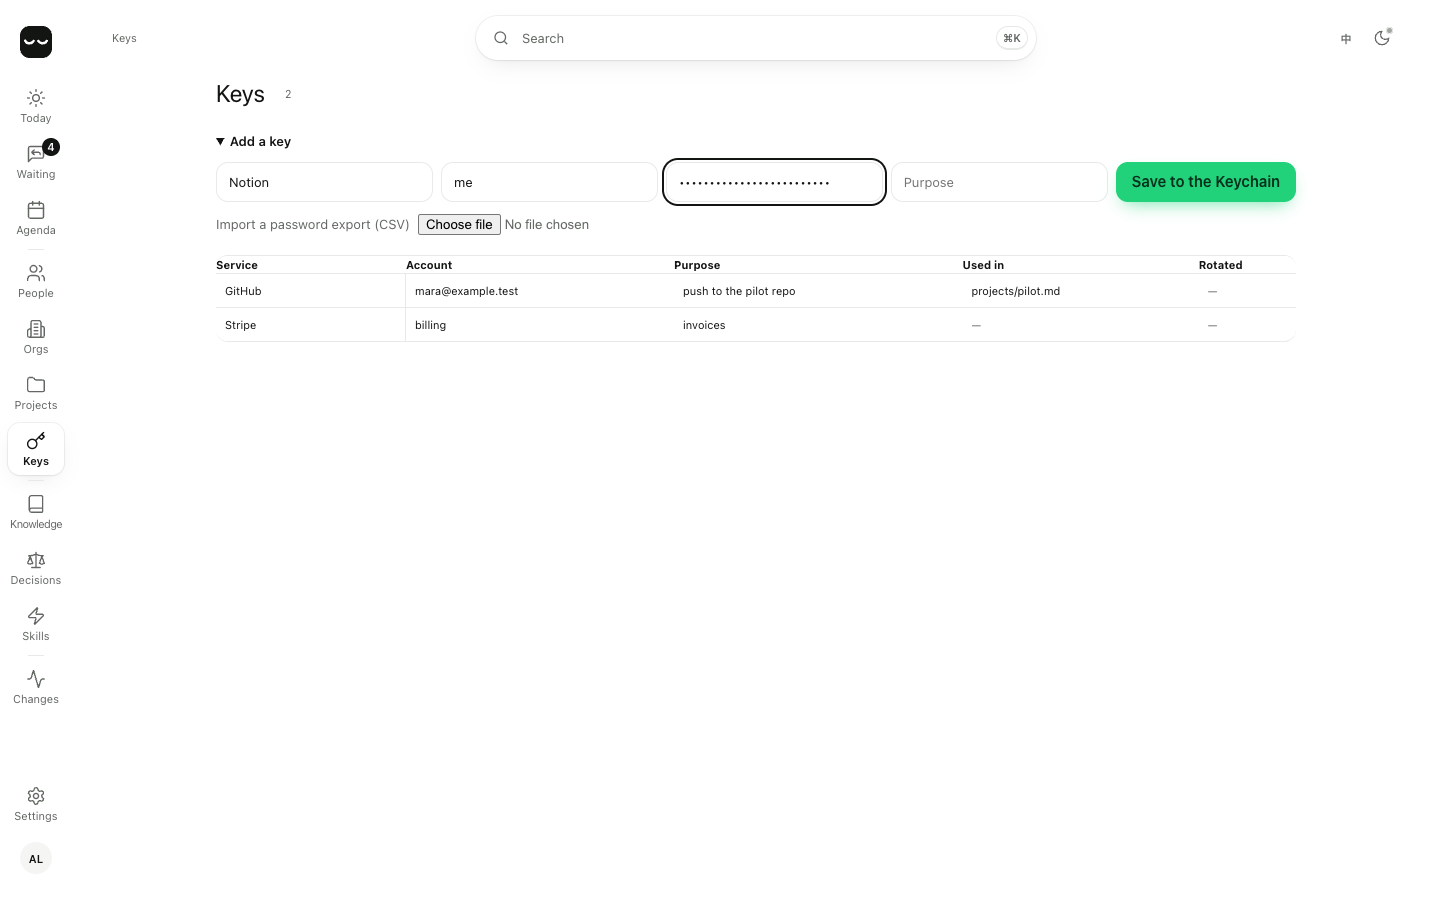 Keys
Search
⌘K
中
Today
4
Waiting
Agenda
People
Orgs
Projects
Keys
Knowledge
Decisions
Skills
Changes
Settings
AL
Keys 2
▼ Add a key
Notion me ························· Purpose Save to the Keychain
Import a password export (CSV) Choose file No file chosen
Service Account Purpose Used in Rotated
GitHub mara@example.test push to the pilot repo projects/pilot.md —
Stripe billing invoices — —